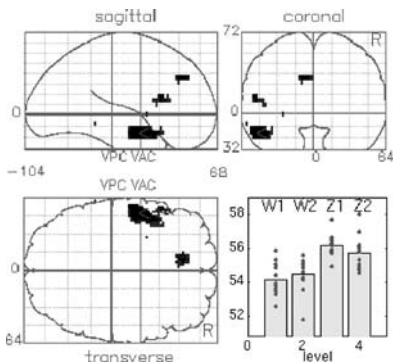 sagittal
coronal
72
R
0
0
32
0
64
VPC VAC
-104
68
VPC VAC
0
64
R
transverse
W1 W2 Z1 Z2
58
56
54
52
0
2
4
level